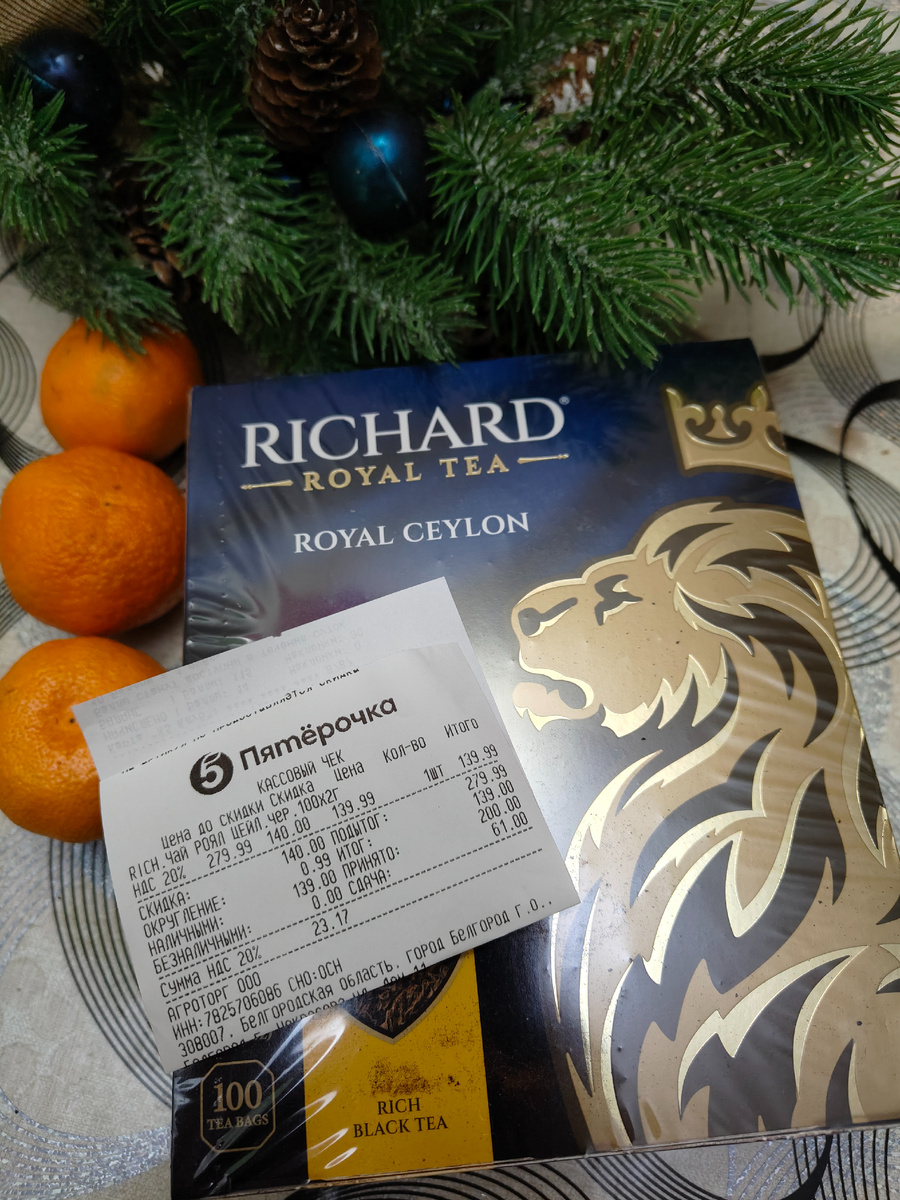 RICHARD®
ROYAL TEA
ROYAL CEYLON
5 Пятёрочка
КАССОВЫЙ ЧЕК
Цена до скидки Скидка Цена Кол-во Итого
RICH.ЧАЙ РОЯЛ ЦЕЙЛ.ЧЕР.100Х2Г
НДС 20% 279.99 140.00 139.99 1шт 139.99
СКИДКА: 140.00 ПОДЫТОГ: 279.99
ОКРУГЛЕНИЕ: 0.99 ИТОГ: 139.00
НАЛИЧНЫМИ: 139.00 ПРИНЯТО: 200.00
БЕЗНАЛИЧНЫМИ: 0.00 СДАЧА: 61.00
СУММА НДС 20% 23.17
АГРОТОРГ ООО
ИНН:7825706086 СНО:ОСН
308007, БЕЛГОРОДСКАЯ ОБЛАСТЬ, ГОРОД БЕЛГОРОД Г.О.,
100
TEA BAGS
RICH
BLACK TEA